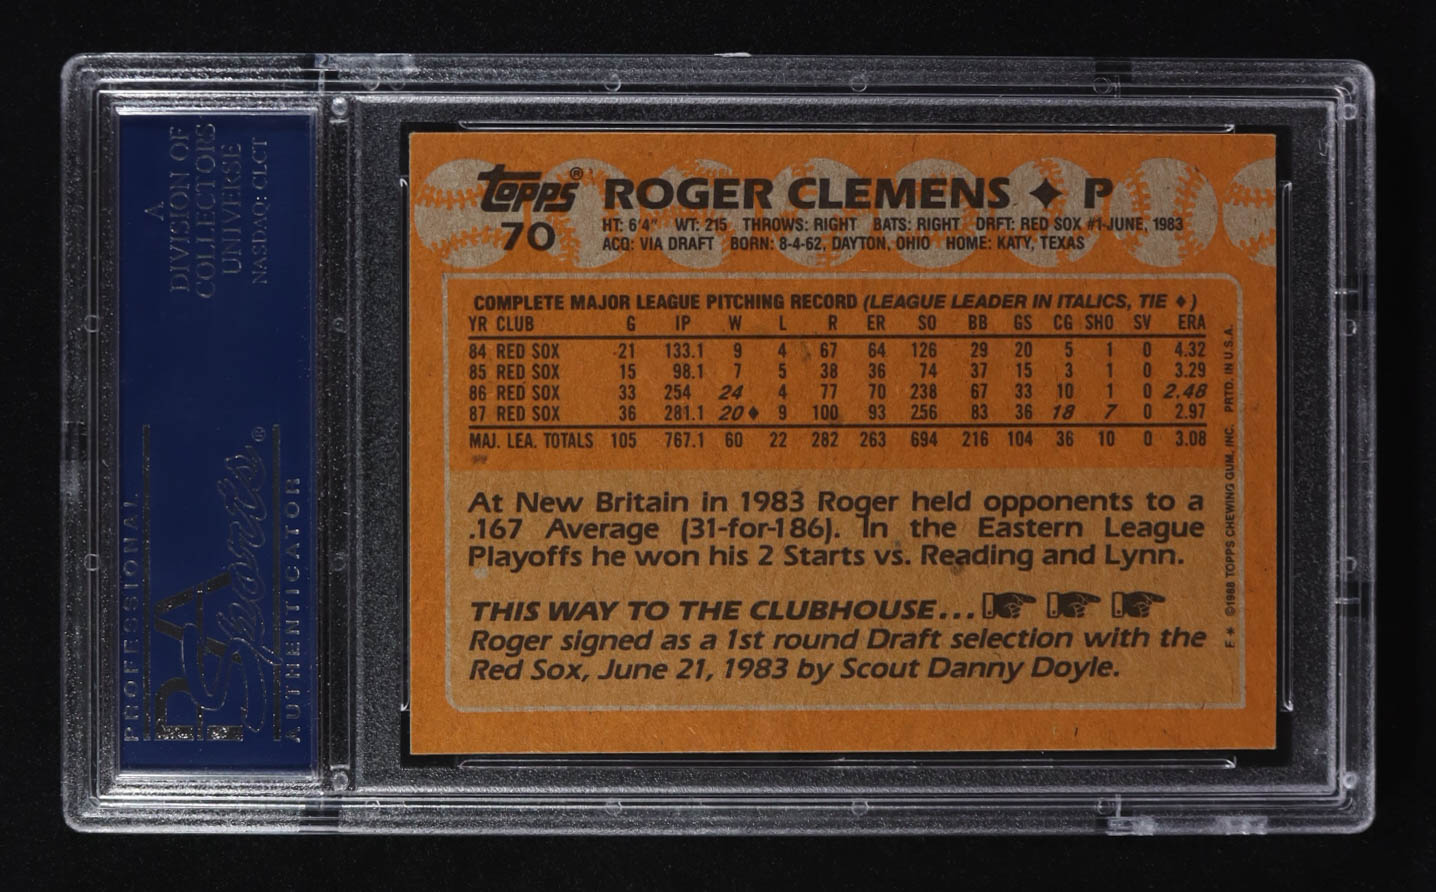 A
DIVISION OF
COLLECTORS
UNIVERSE
NASDAQ: CLCT
PROFESSIONAL
PSA Sports®
AUTHENTICATOR
topps® ROGER CLEMENS ♦ P
70
HT: 6'4" WT: 215 THROWS: RIGHT BATS: RIGHT DRFT: RED SOX #1-JUNE, 1983
ACQ: VIA DRAFT BORN: 8-4-62, DAYTON, OHIO HOME: KATY, TEXAS
COMPLETE MAJOR LEAGUE PITCHING RECORD (LEAGUE LEADER IN ITALICS, TIE ♦)
YR CLUB G IP W L R ER SO BB GS CG SHO SV ERA
84 RED SOX 21 133.1 9 4 67 64 126 29 20 5 1 0 4.32
85 RED SOX 15 98.1 7 5 38 36 74 37 15 3 1 0 3.29
86 RED SOX 33 254 24 4 77 70 238 67 33 10 1 0 2.48
87 RED SOX 36 281.1 20♦ 9 100 93 256 83 36 18 7 0 2.97
MAJ. LEA. TOTALS 105 767.1 60 22 282 263 694 216 104 36 10 0 3.08
At New Britain in 1983 Roger held opponents to a
.167 Average (31-for-186). In the Eastern League
Playoffs he won his 2 Starts vs. Reading and Lynn.
THIS WAY TO THE CLUBHOUSE...
Roger signed as a 1st round Draft selection with the
Red Sox, June 21, 1983 by Scout Danny Doyle.
F* ©1988 TOPPS CHEWING GUM, INC. PRTD. IN U.S.A.